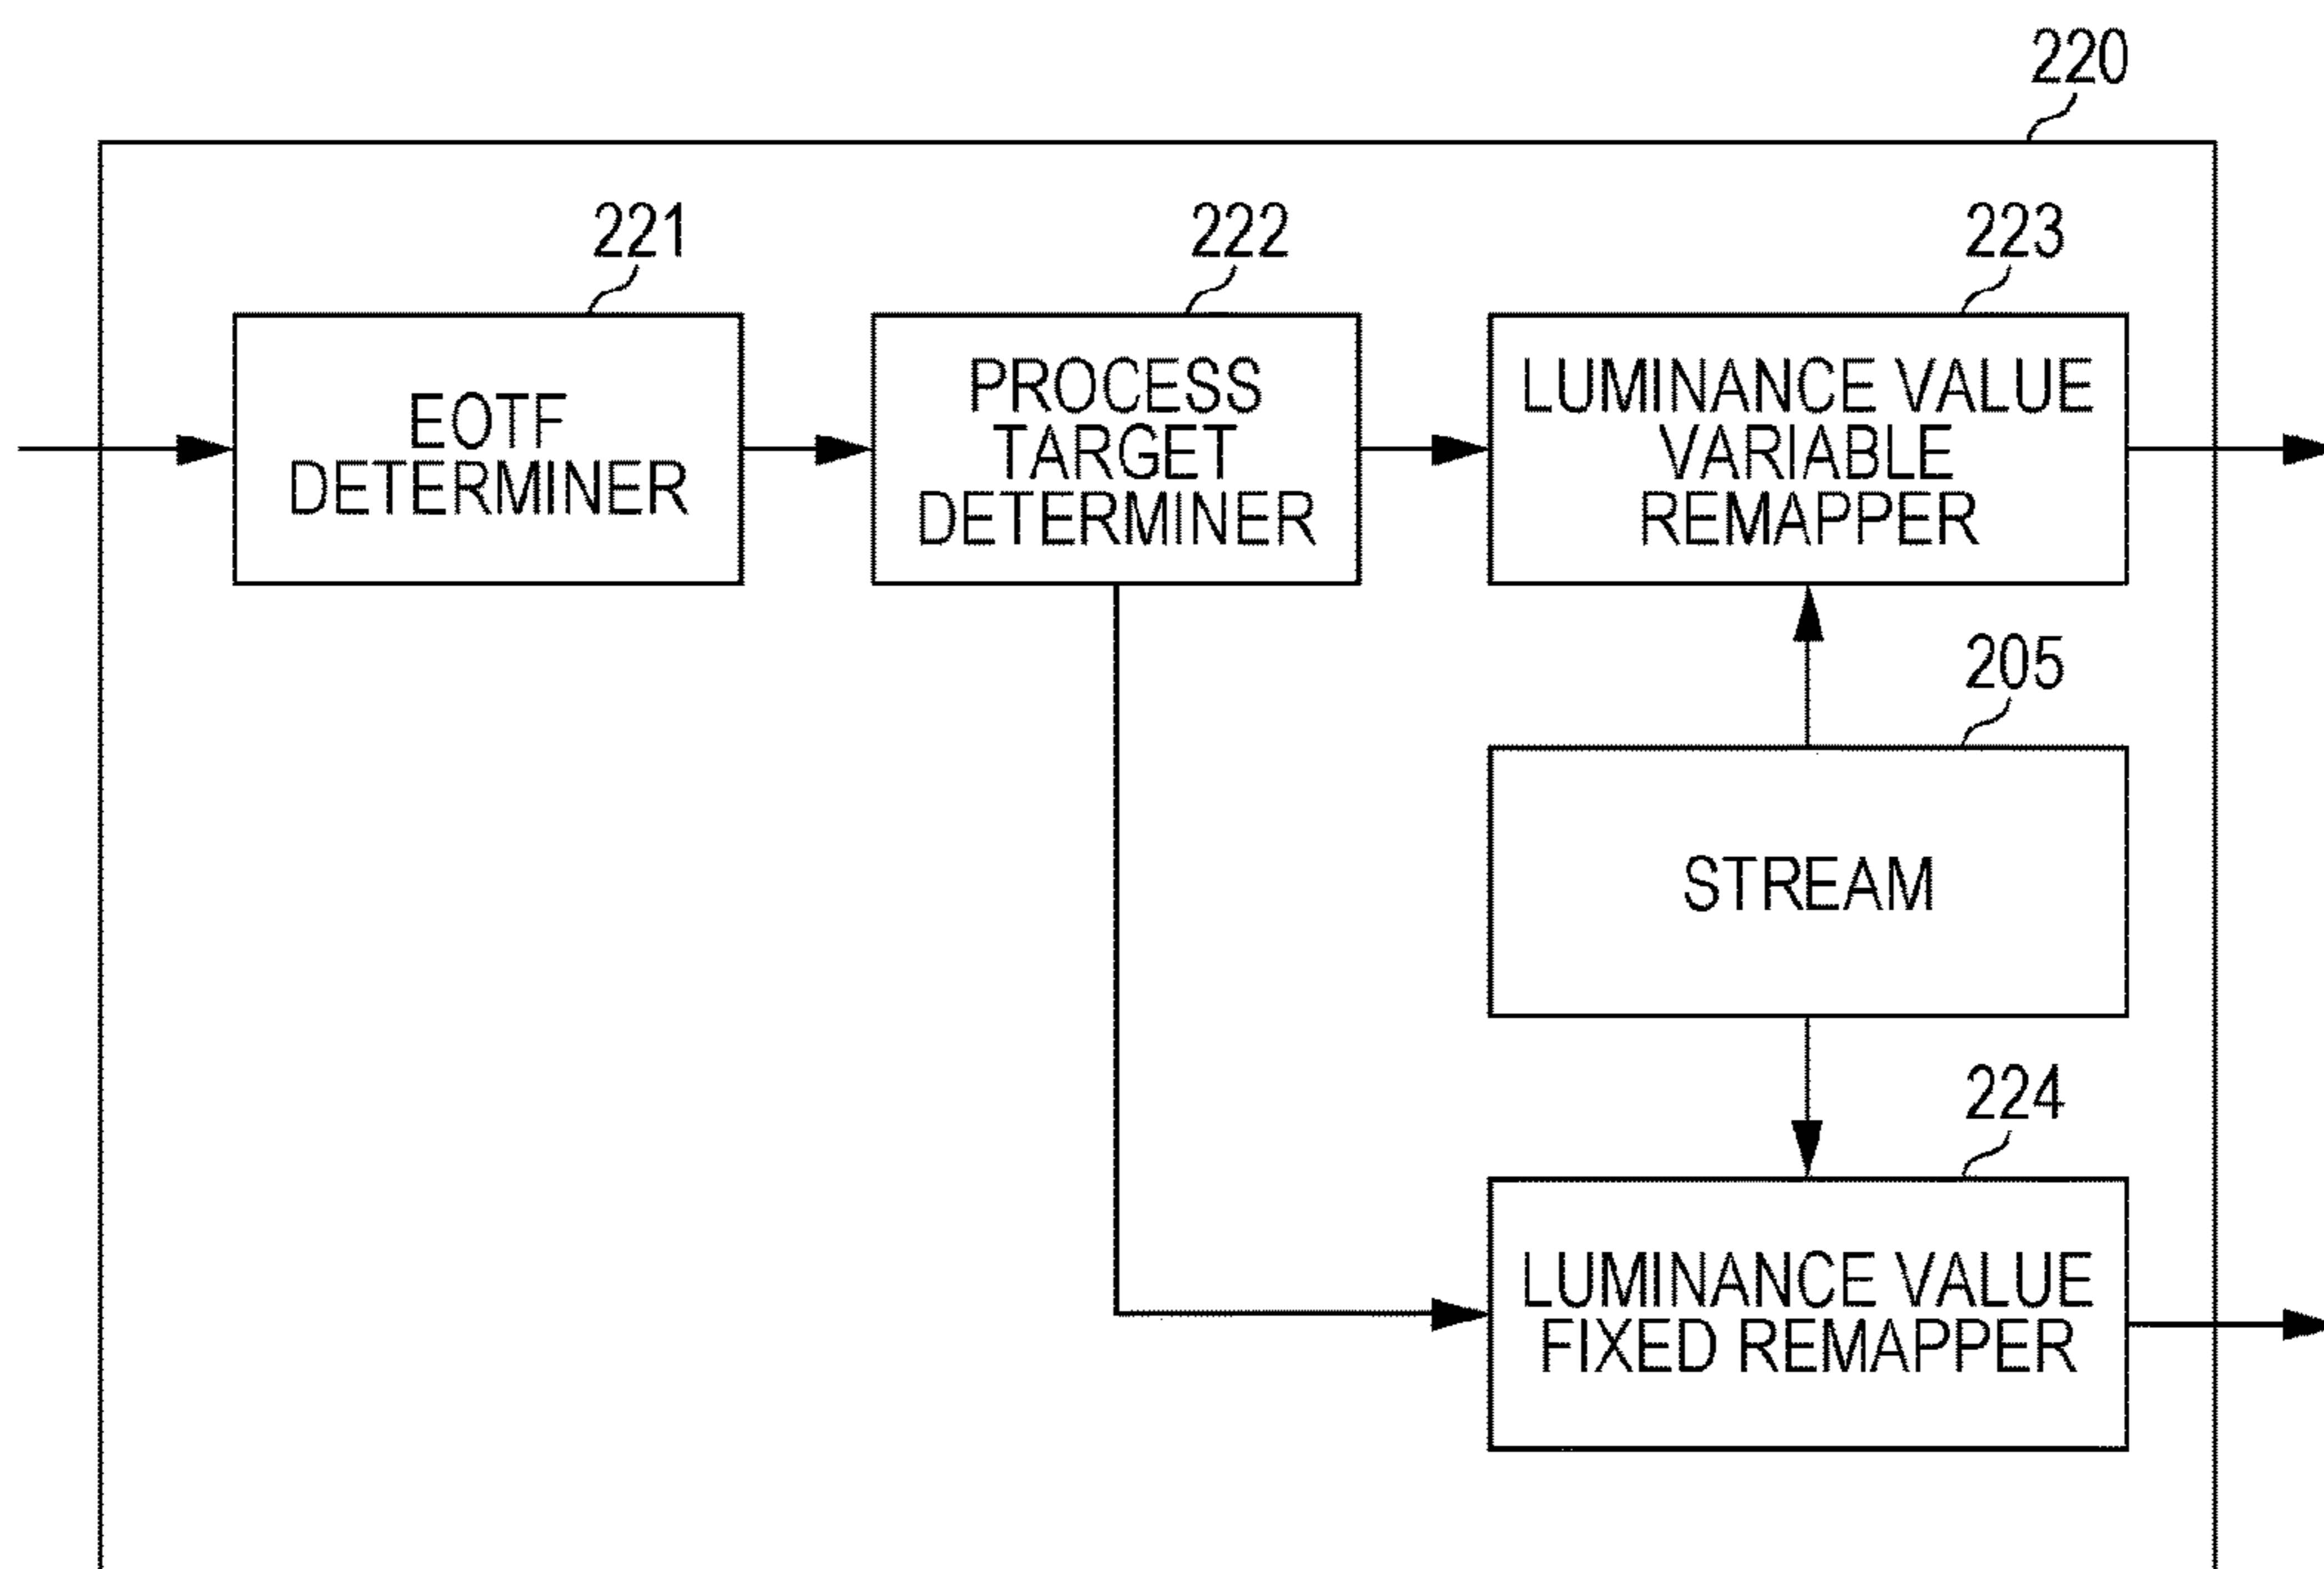 220
221
222
223
EOTF
DETERMINER
PROCESS
TARGET
DETERMINER
LUMINANCE VALUE
VARIABLE
REMAPPER
205
STREAM
224
LUMINANCE VALUE
FIXED REMAPPER